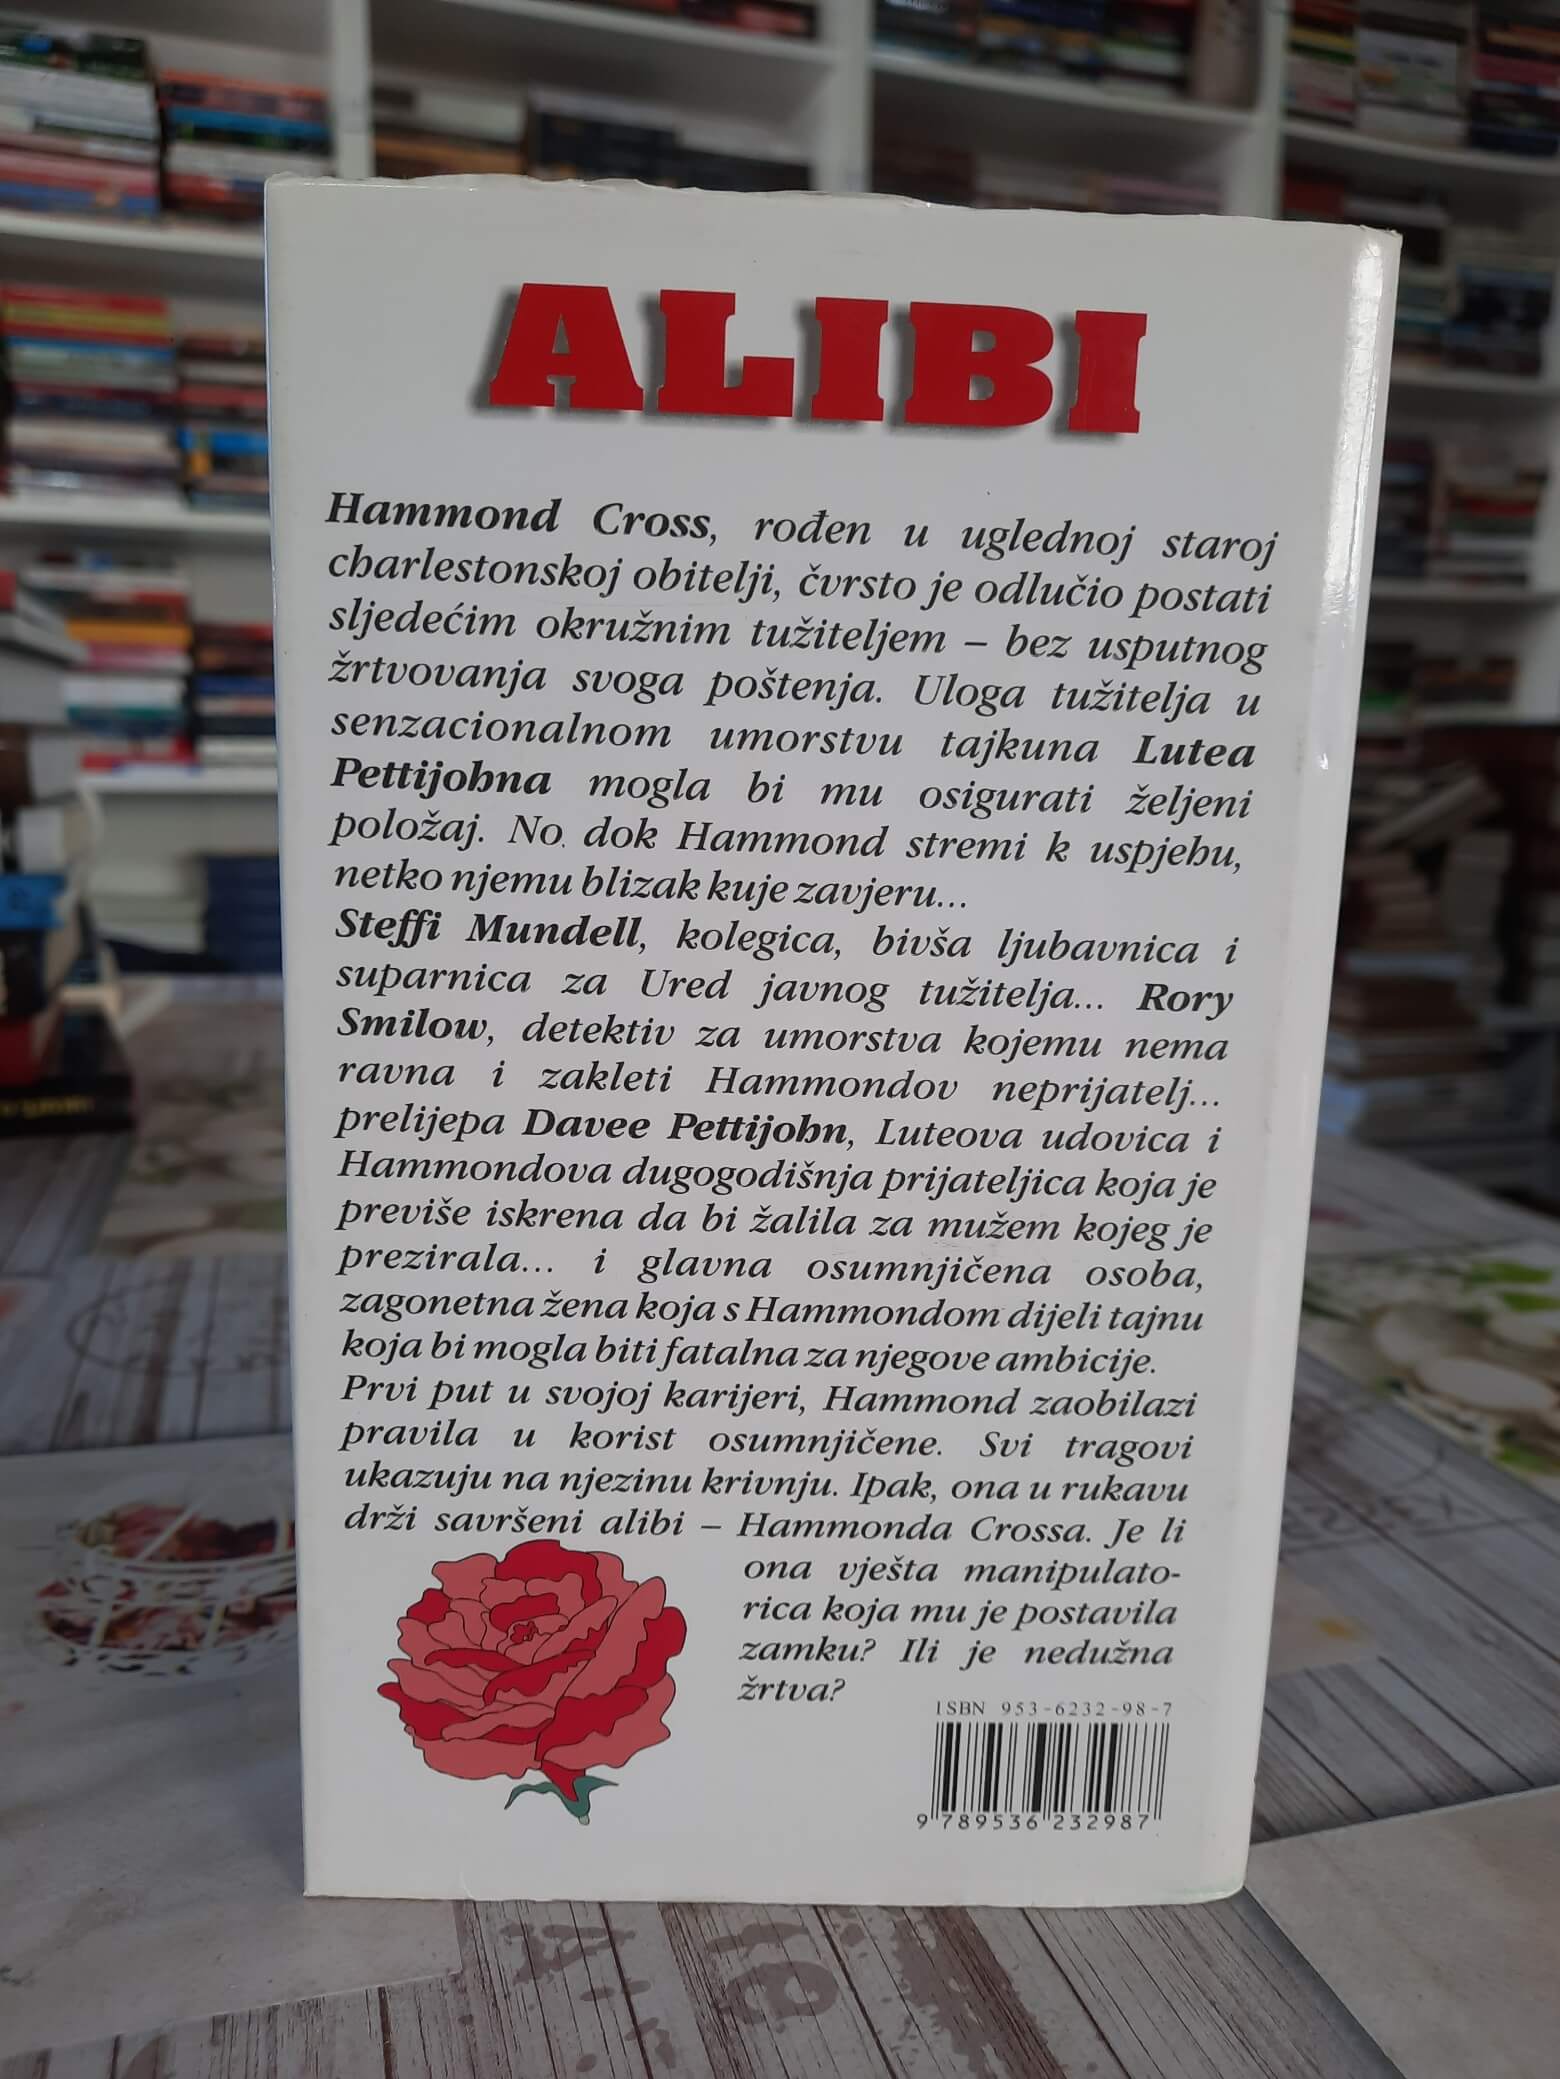 ALIBI
Hammond Cross, rođen u uglednoj staroj
charlestonskoj obitelji, čvrsto je odlučio postati
sljedećim okružnim tužiteljem – bez usputnog
žrtvovanja svoga poštenja. Uloga tužitelja u
senzacionalnom umorstvu tajkuna Lutea
Pettijohna mogla bi mu osigurati željeni
položaj. No dok Hammond stremi k uspjehu,
netko njemu blizak kuje zavjeru...
Steffi Mundell, kolegica, bivša ljubavnica i
suparnica za Ured javnog tužitelja... Rory
Smilow, detektiv za umorstva kojemu nema
ravna i zakleti Hammondov neprijatelj...
prelijepa Davee Pettijohn, Luteova udovica i
Hammondova dugogodišnja prijateljica koja je
previše iskrena da bi žalila za mužem kojeg je
prezirala... i glavna osumnjičena osoba,
zagonetna žena koja s Hammondom dijeli tajnu
koja bi mogla biti fatalna za njegove ambicije.
Prvi put u svojoj karijeri, Hammond zaobilazi
pravila u korist osumnjičene. Svi tragovi
ukazuju na njezinu krivnju. Ipak, ona u rukavu
drži savršeni alibi – Hammonda Crossa. Je li
ona vješta manipulato-
rica koja mu je postavila
zamku? Ili je nedužna
žrtva?
ISBN 953-6232-98-7
9 789536 232987